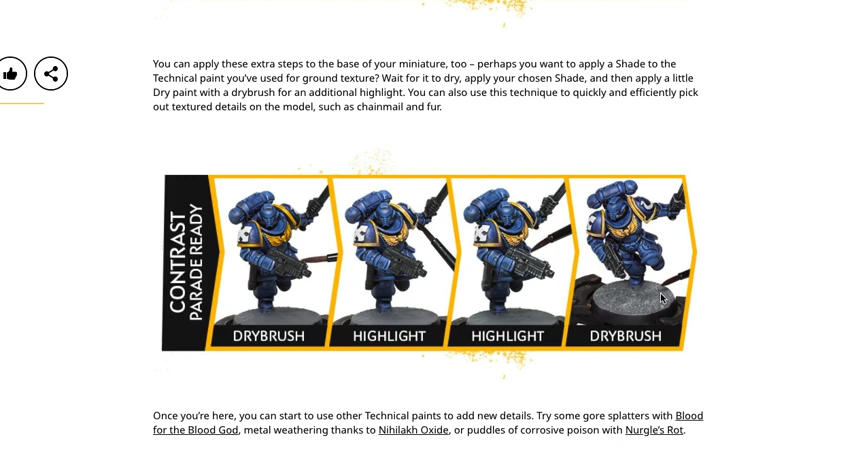 You can apply these extra steps to the base of your miniature, too – perhaps you want to apply a Shade to the
Technical paint you've used for ground texture? Wait for it to dry, apply your chosen Shade, and then apply a little
Dry paint with a drybrush for an additional highlight. You can also use this technique to quickly and efficiently pick
out textured details on the model, such as chainmail and fur.
CONTRAST
PARADE READY
DRYBRUSH
HIGHLIGHT
HIGHLIGHT
DRYBRUSH
Once you're here, you can start to use other Technical paints to add new details. Try some gore splatters with Blood
for the Blood God, metal weathering thanks to Nihilakh Oxide, or puddles of corrosive poison with Nurgle's Rot.